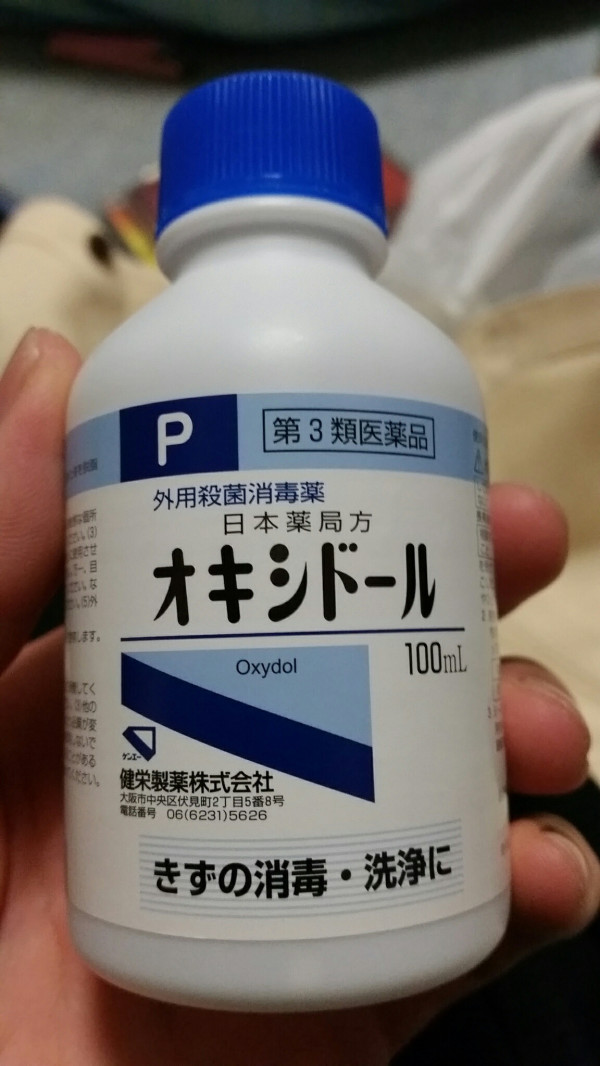 P
第3類医薬品
外用殺菌消毒薬
日本薬局方
オキシドール
100mL
Oxydol
ケンエー
健栄製薬株式会社
大阪市中央区伏見町2丁目5番8号
電話番号 06(6231)5626
きずの消毒・洗浄に